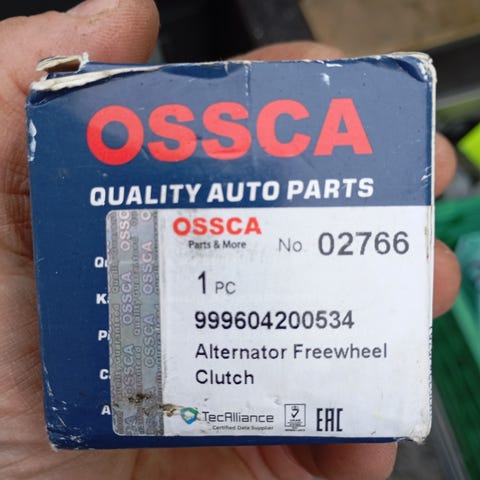 OSSCA
QUALITY AUTO PARTS
OSSCA
Parts & More
No. 02766
1 PC
999604200534
Alternator Freewheel
Clutch
TecAlliance
Certified Data Supplier
EAC